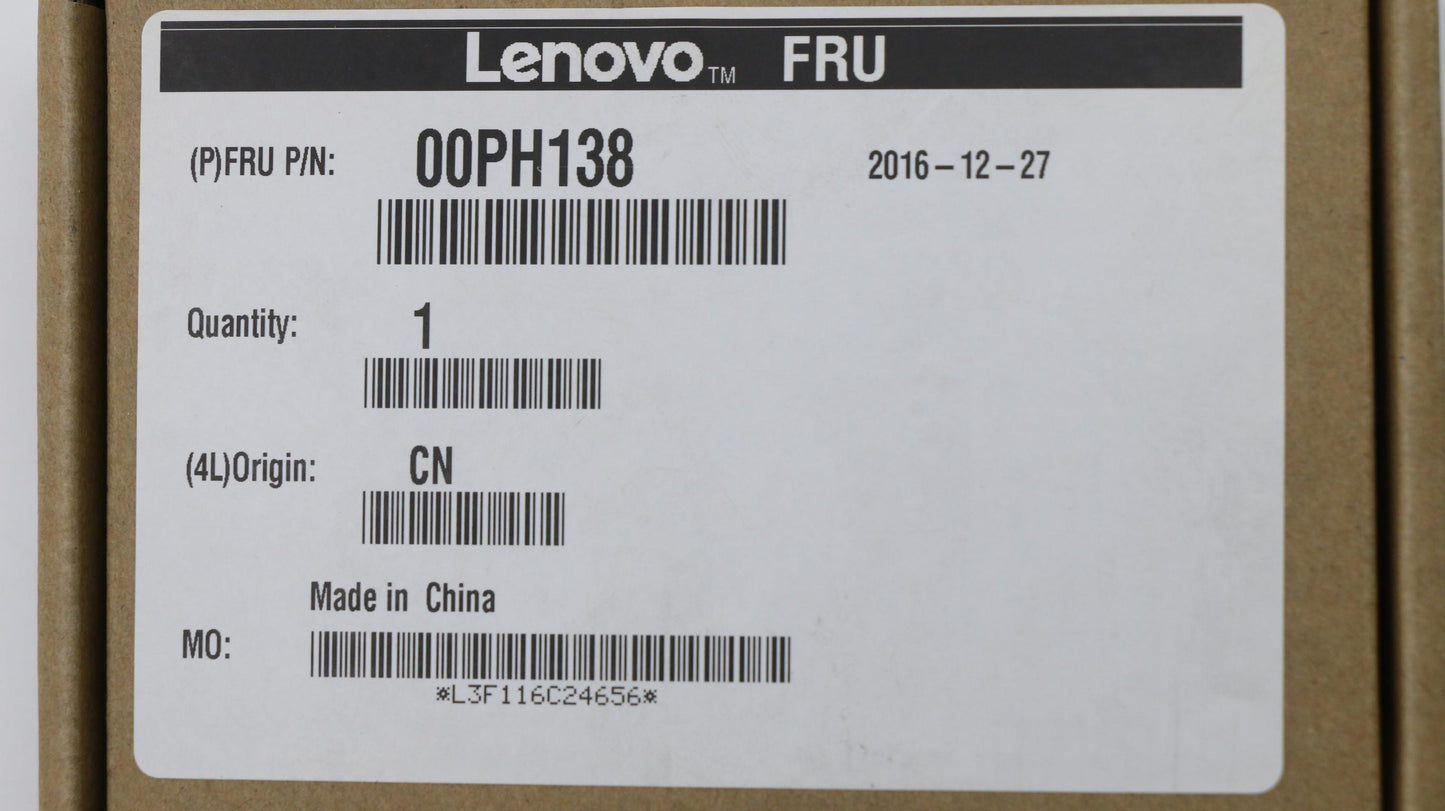 Lenovo™ FRU
(P)FRU P/N: 00PH138 2016-12-27
Quantity: 1
(4L)Origin: CN
Made in China
MO:
*L3F116C24656*